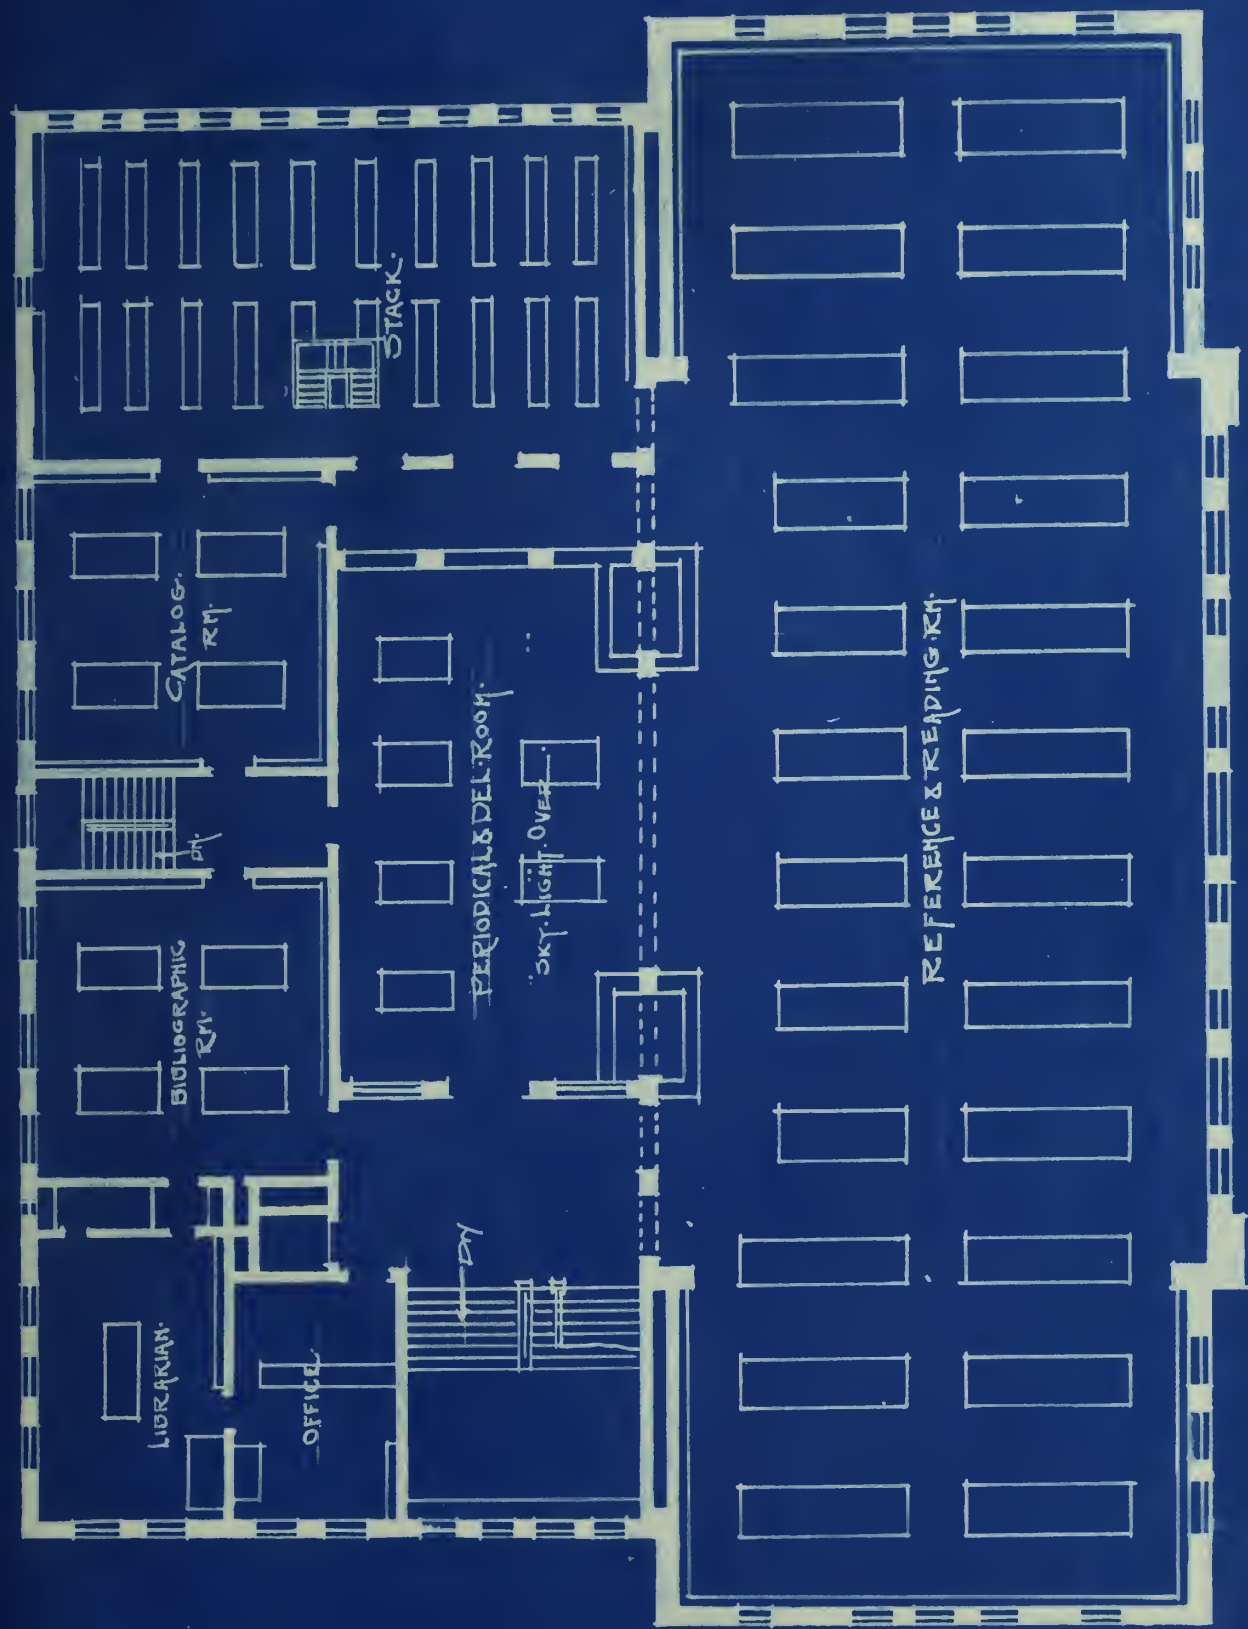 STACK.
CATALOG.
RM.
DN.
BIBLIOGRAPHIC
RM.
PERIODICAL & DEL. ROOM.
"SKY. LIGHT. OVER."
REFERENCE & READING. RM.
LIBRARIAN.
OFFICE.
DN